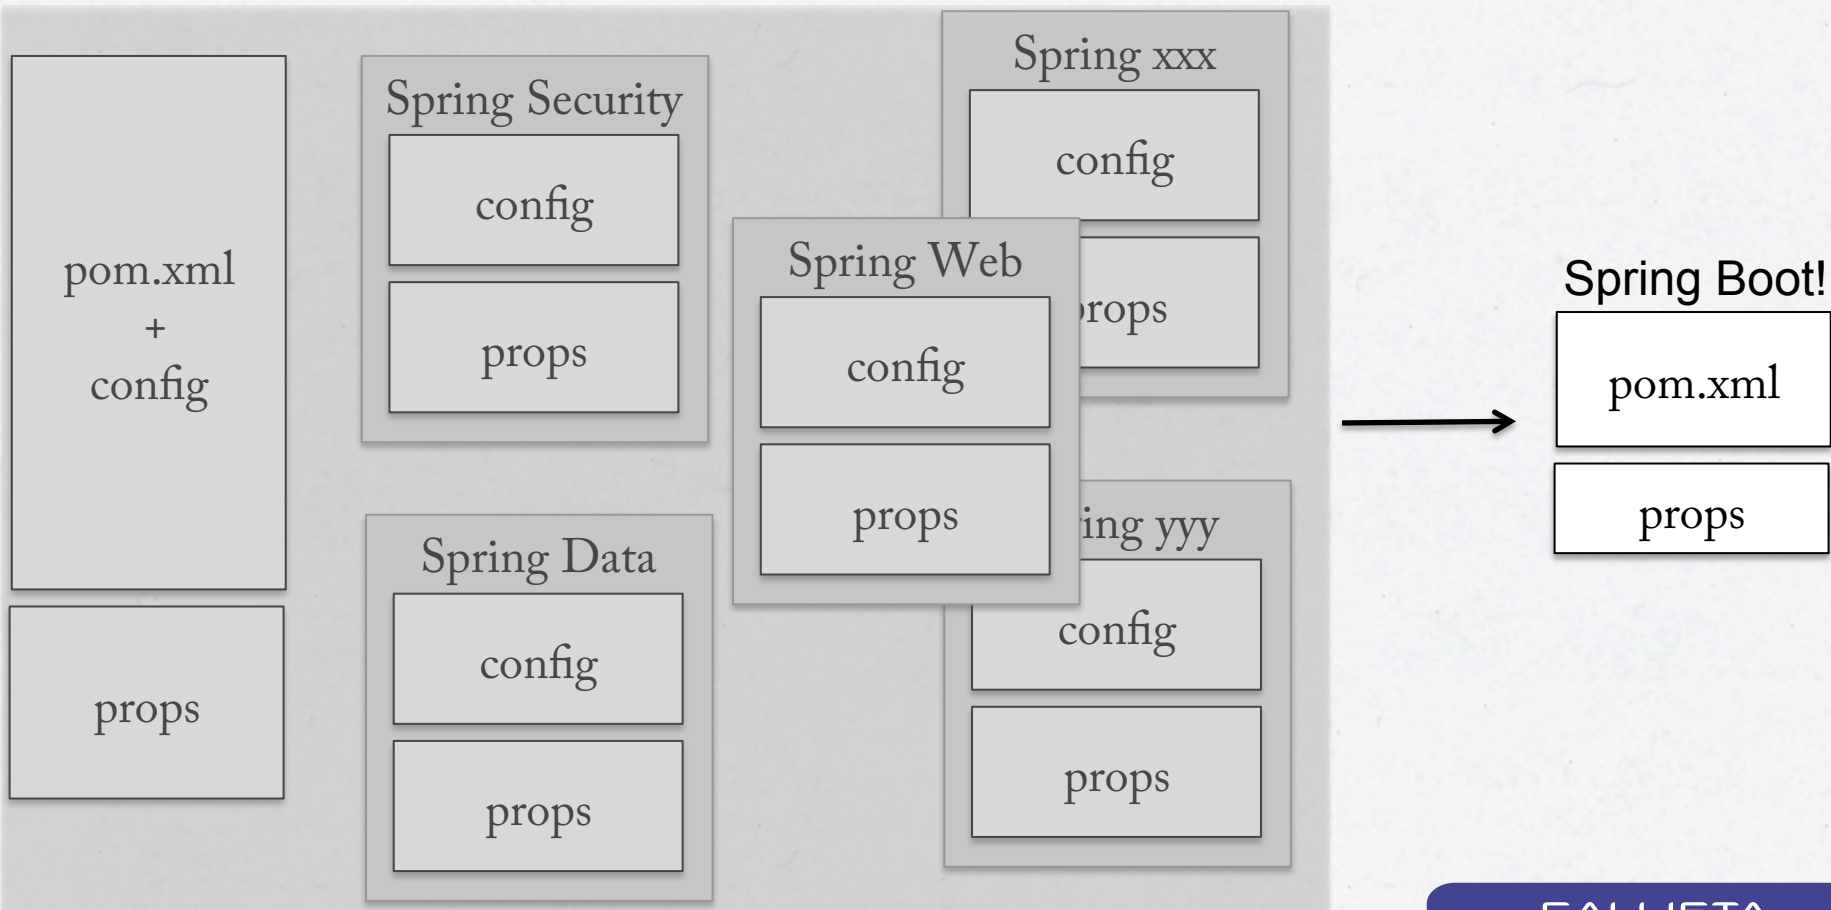 pom.xml
+
config
props
Spring Security
config
props
Spring Data
config
props
Spring Web
config
props
Spring xxx
config
props
ing yyy
config
props
Spring Boot!
pom.xml
props